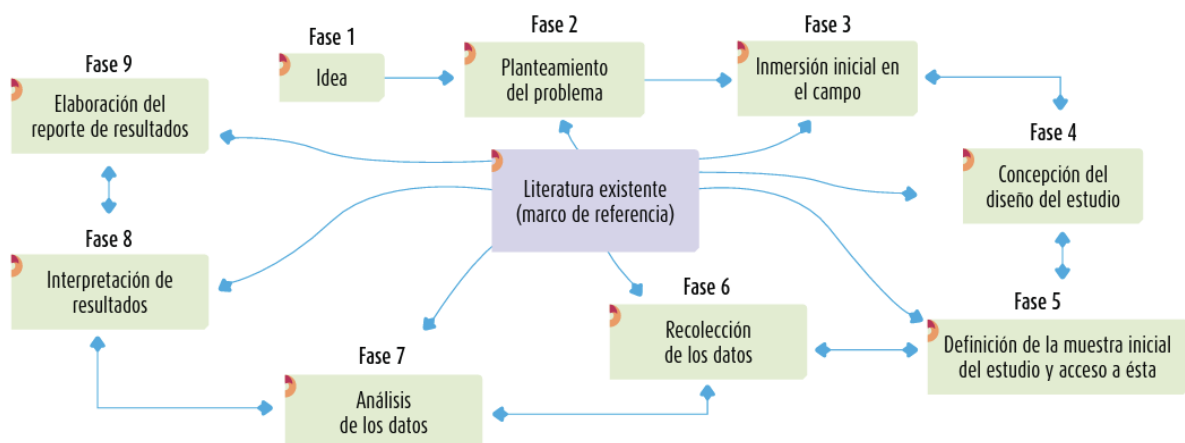 Fase 1
Idea
Fase 2
Planteamiento
del problema
Fase 3
Inmersión inicial en
el campo
Fase 4
Concepción del
diseño del estudio
Fase 5
Definición de la muestra inicial
del estudio y acceso a ésta
Fase 6
Recolección
de los datos
Fase 7
Análisis
de los datos
Fase 8
Interpretación de
resultados
Fase 9
Elaboración del
reporte de resultados
Literatura existente
(marco de referencia)